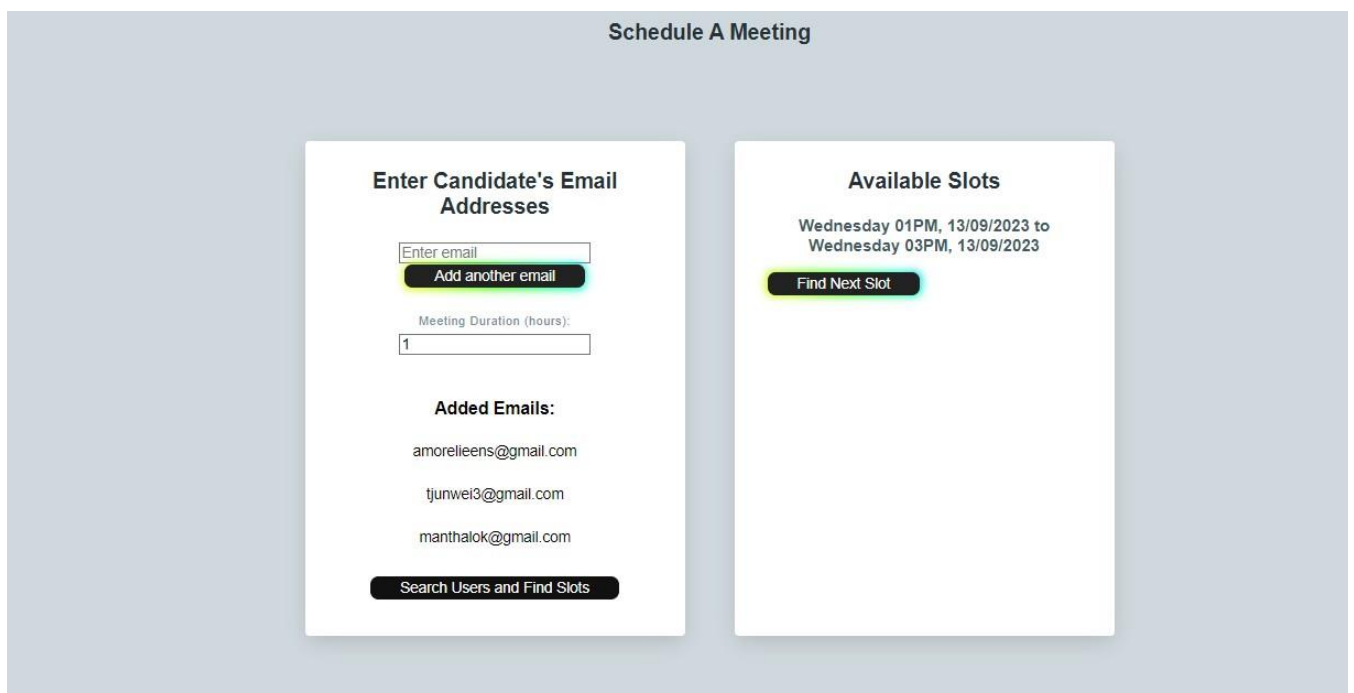 Schedule A Meeting
Enter Candidate's Email
Addresses
Enter email
Add another email
Meeting Duration (hours):
1
Added Emails:
amorelieens@gmail.com
tjunwei3@gmail.com
manthalok@gmail.com
Search Users and Find Slots
Available Slots
Wednesday 01PM, 13/09/2023 to
Wednesday 03PM, 13/09/2023
Find Next Slot